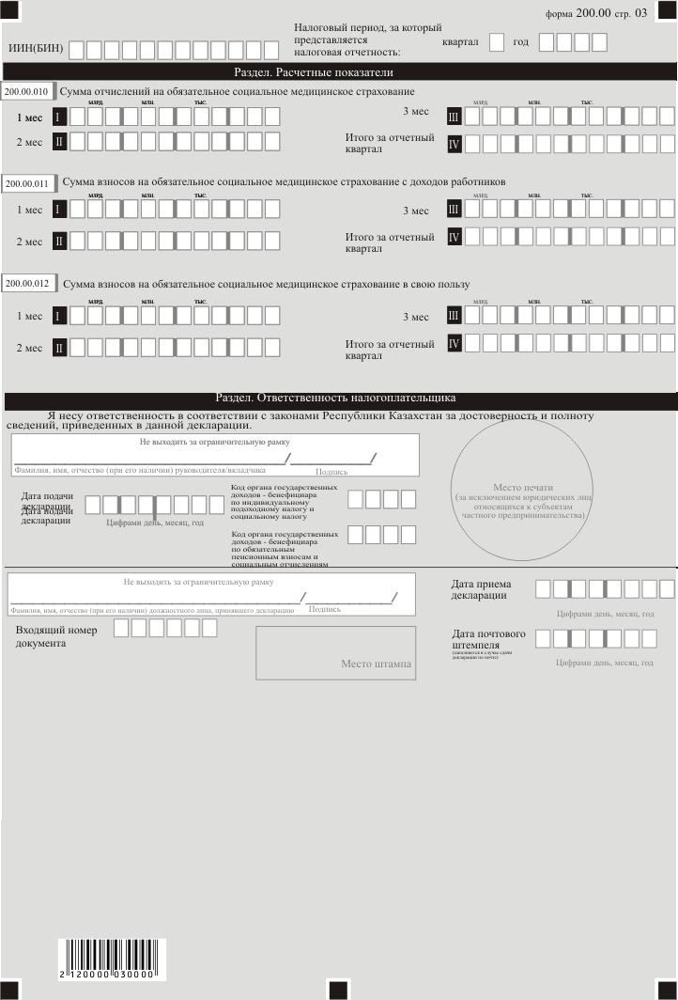 форма 200.00 стр. 03
Налоговый период, за который
представляется
налоговая отчетность:
ИИН(БИН)
квартал
год
Раздел. Расчетные показатели
200.00.010 Сумма отчислений на обязательное социальное медицинское страхование
МЛРД. МЛН. ТЫС. МЛРД. МЛН. ТЫС.
1 мес I 3 мес III
2 мес II Итого за отчетный IV
квартал
200.00.011 Сумма взносов на обязательное социальное медицинское страхование с доходов работников
МЛРД. МЛН. ТЫС. МЛРД. МЛН. ТЫС.
1 мес I 3 мес III
2 мес II Итого за отчетный IV
квартал
200.00.012 Сумма взносов на обязательное социальное медицинское страхование в свою пользу
МЛРД. МЛН. ТЫС. МЛРД. МЛН. ТЫС.
1 мес I 3 мес III
2 мес II Итого за отчетный IV
квартал
Раздел. Ответственность налогоплательщика
Я несу ответственность в соответствии с законами Республики Казахстан за достоверность и полноту
сведений, приведенных в данной декларации.
Не выходить за ограничительную рамку
Фамилия, имя, отчество (при его наличии) руководителя/вкладчика
Подпись
Дата подачи
декларации
Дата подачи
декларации
Цифрами день, месяц, год
Код органа государственных
доходов - бенефициара
по индивидуальному
подоходному налогу и
социальному налогу
Код органа государственных
доходов - бенефициара
по обязательным
пенсионным взносам и
социальным отчислениям
Место печати
(за исключением юридических лиц,
относящихся к субъектам
частного предпринимательства)
Не выходить за ограничительную рамку
Фамилия, имя, отчество (при его наличии) должностного лица, принявшего декларацию
Подпись
Дата приема
декларации
Цифрами день, месяц, год
Входящий номер
документа
Место штампа
Дата почтового
штемпеля
(заполняется в случае сдачи
декларации по почте)
Цифрами день, месяц, год
2 120000 030000